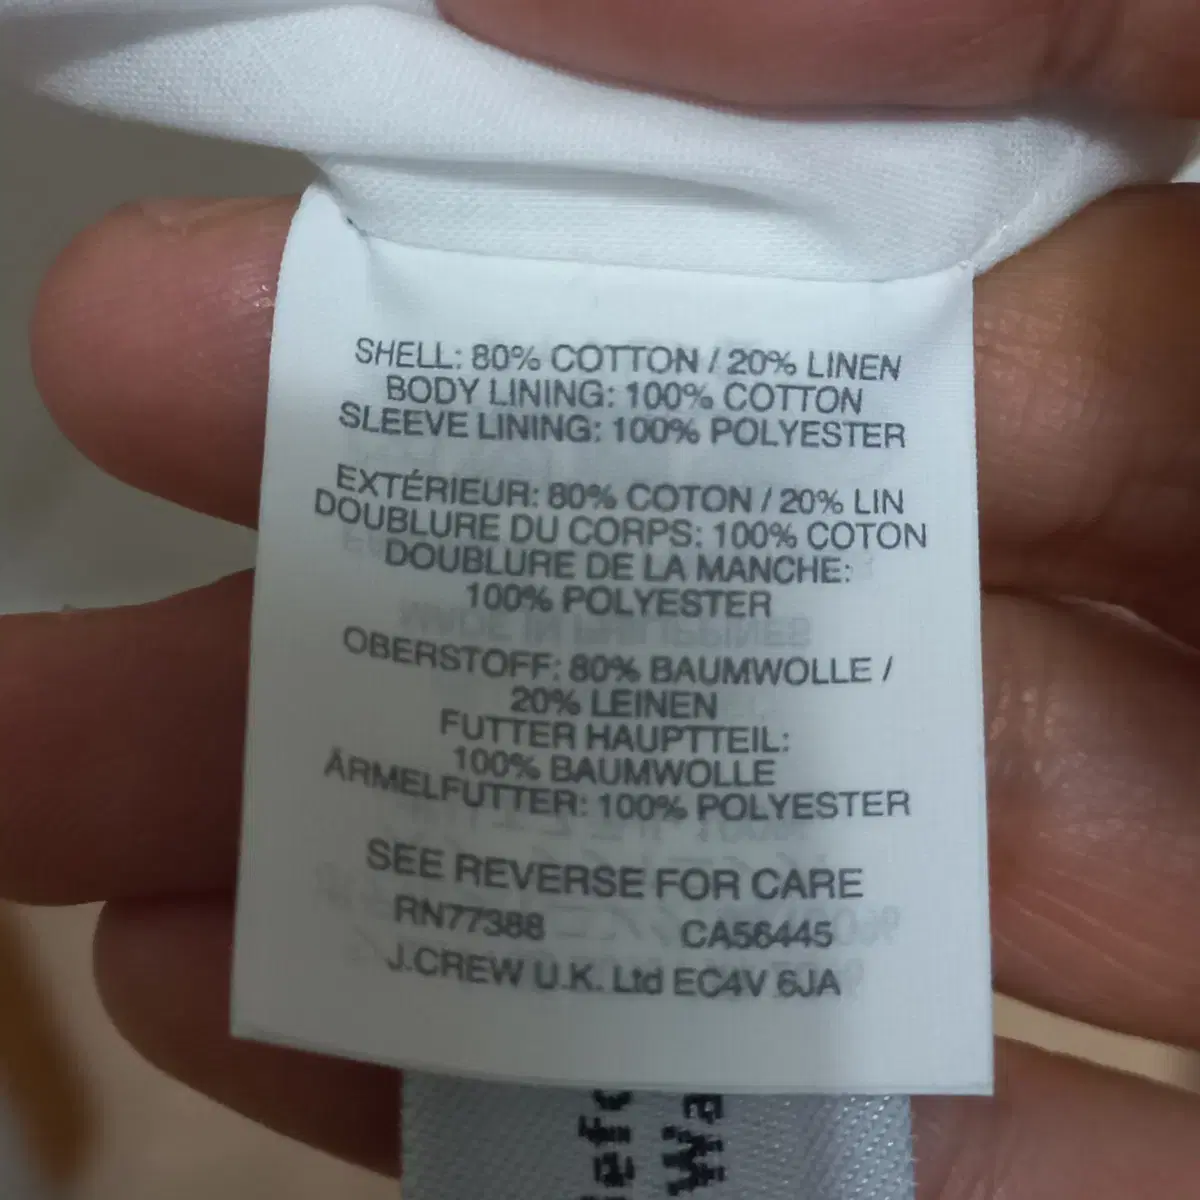 SHELL: 80% COTTON / 20% LINEN
BODY LINING: 100% COTTON
SLEEVE LINING: 100% POLYESTER
EXTÉRIEUR: 80% COTON / 20% LIN
DOUBLURE DU CORPS: 100% COTON
DOUBLURE DE LA MANCHE:
100% POLYESTER
OBERSTOFF: 80% BAUMWOLLE /
20% LEINEN
FUTTER HAUPTTEIL:
100% BAUMWOLLE
ÄRMELFUTTER: 100% POLYESTER
SEE REVERSE FOR CARE
RN77388 CA56445
J.CREW U.K. Ltd EC4V 6JA